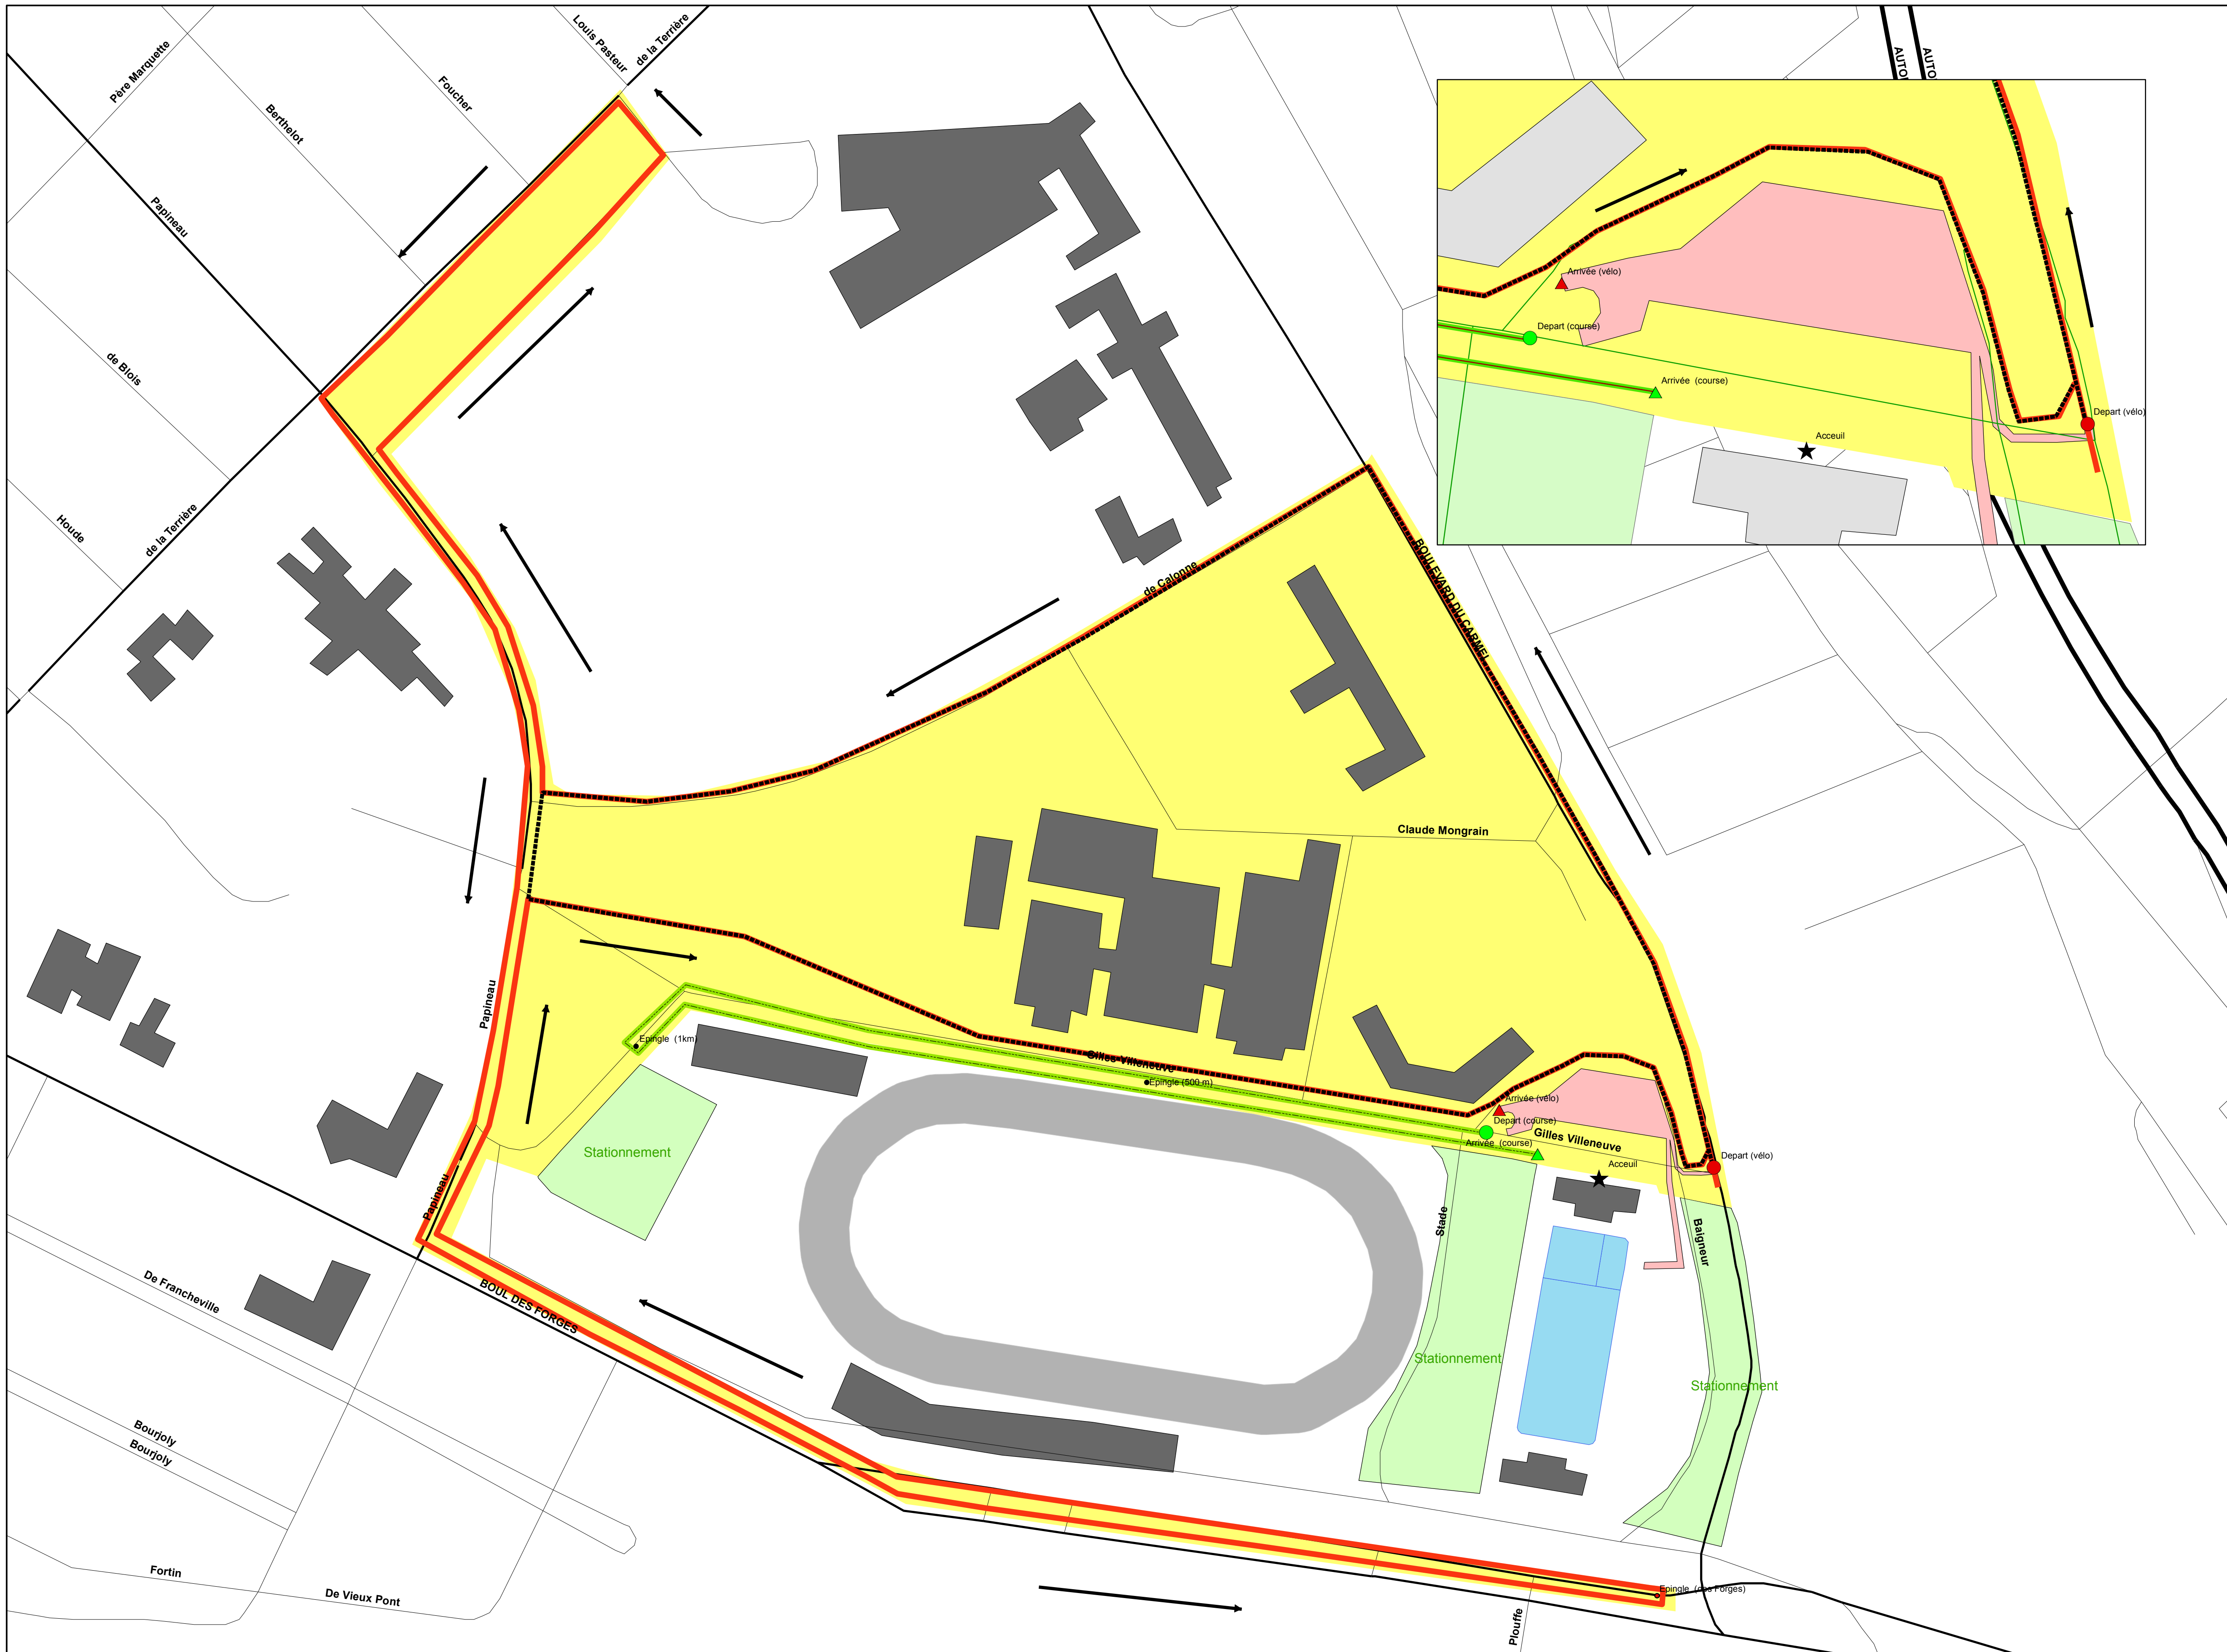 Père Marquette
Louis Pasteur
de la Terrière
Foucher
Berthelot
AUTO
AUTO
Papineau
Arrivée (vélo)
Depart (course)
Arrivée (course)
Depart (vélo)
Acceuil
de Blois
Houde
de la Terrière
de Calonne
BOULEVARD DU CARMEL
Claude Mongrain
Papineau
Epingle (1km)
Gilles-Villeneuve
Epingle (500 m)
Arrivée (vélo)
Depart (course)
Gilles Villeneuve
Arrivée (course)
Depart (vélo)
Acceuil
Stationnement
Papineau
Stade
Baigneur
De Francheville
BOUL DES FORGES
Stationnement
Stationnement
Bourjoly
Bourjoly
Fortin
De Vieux Pont
Epingle (des Forges)
Plouffe